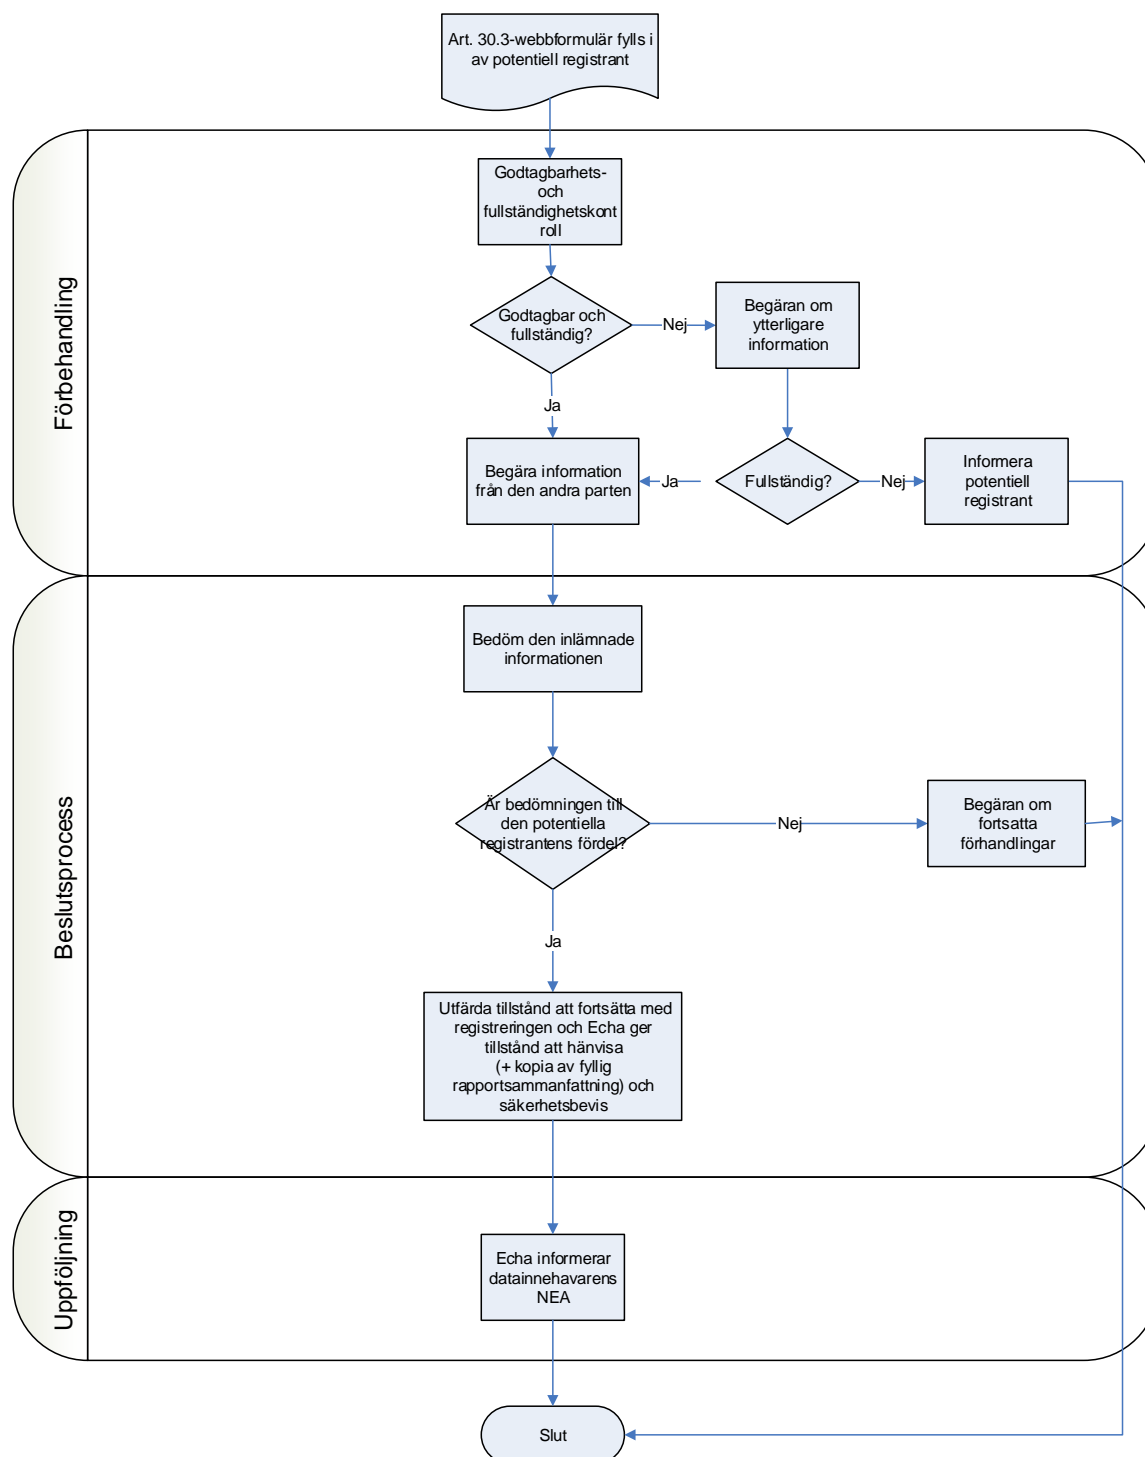 Art. 30.3-webbformulär fylls i
av potentiell registrant
Förbehandling
Godtagbarhets-
och
fullständighetskont
roll
Godtagbar och
fullständig?
Nej
Begäran om
ytterligare
information
Ja
Begära information
från den andra parten
Ja
Fullständig?
Nej
Informera
potentiell
registrant
Beslutsprocess
Bedöm den inlämnade
informationen
Är bedömningen till
den potentiella
registrantens fördel?
Nej
Begäran om
fortsatta
förhandlingar
Ja
Utfärda tillstånd att fortsätta med
registreringen och Echa ger
tillstånd att hänvisa
(+ kopia av fyllig
rapportsammanfattning) och
säkerhetsbevis
Uppföljning
Echa informerar
datainnehavarens
NEA
Slut